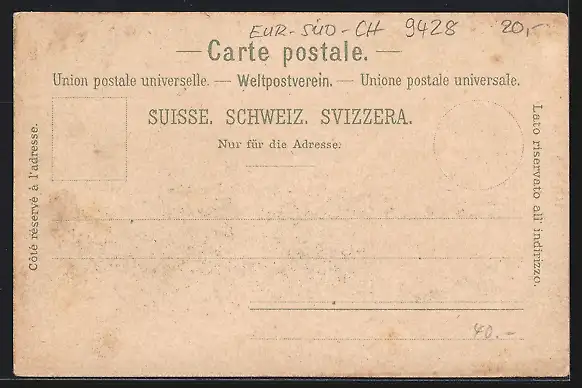 EUR-SÜD-CH 9428 20,-
— Carte postale. —
Union postale universelle. — Weltpostverein. — Unione postale universale.
SUISSE. SCHWEIZ. SVIZZERA.
Nur für die Adresse.
Côté réservé à l'adresse.
Lato riservato all' indirizzo.
40.-